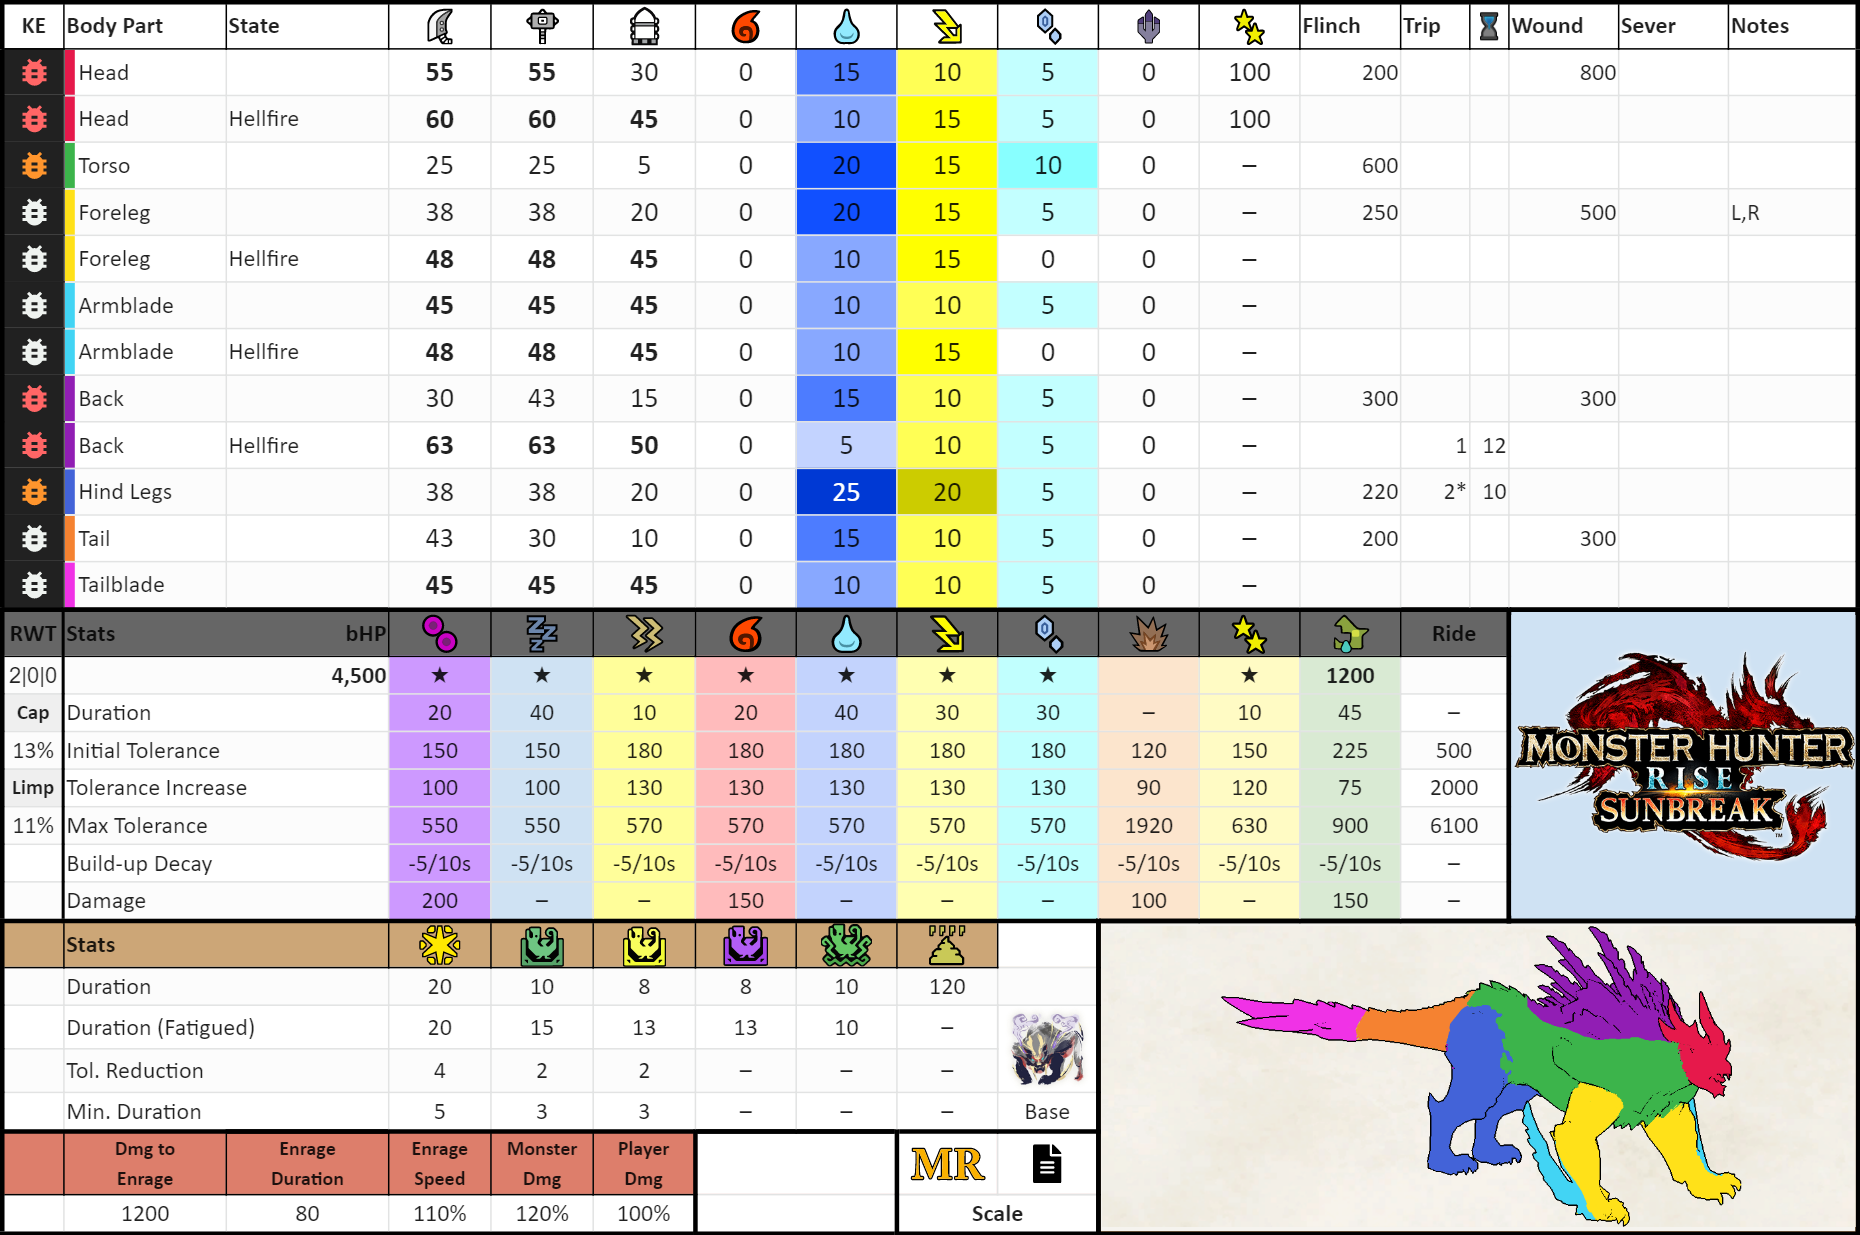 KE Body Part State Flinch Trip Wound Sever Notes
Head 55 55 30 0 15 10 5 0 100 200 800
Head Hellfire 60 60 45 0 10 15 5 0 100
Torso 25 25 5 0 20 15 10 0 – 600
Foreleg 38 38 20 0 20 15 5 0 – 250 500 L,R
Foreleg Hellfire 48 48 45 0 10 15 0 0 –
Armblade 45 45 45 0 10 10 5 0 –
Armblade Hellfire 48 48 45 0 10 15 0 0 –
Back 30 43 15 0 15 10 5 0 – 300 300
Back Hellfire 63 63 50 0 5 10 5 0 – 1 12
Hind Legs 38 38 20 0 25 20 5 0 – 220 2* 10
Tail 43 30 10 0 15 10 5 0 – 200 300
Tailblade 45 45 45 0 10 10 5 0 –
RWT Stats bHP Ride
2|0|0 4,500 ★ ★ ★ ★ ★ ★ ★ ★ 1200
Cap Duration 20 40 10 20 40 30 30 – 10 45 –
13% Initial Tolerance 150 150 180 180 180 180 180 120 150 225 500
Limp Tolerance Increase 100 100 130 130 130 130 130 90 120 75 2000
11% Max Tolerance 550 550 570 570 570 570 570 1920 630 900 6100
Build-up Decay -5/10s -5/10s -5/10s -5/10s -5/10s -5/10s -5/10s -5/10s -5/10s -5/10s –
Damage 200 – – 150 – – – 100 – 150 –
MONSTER HUNTER
RISE
SUNBREAK
™
Stats
Duration 20 10 8 8 10 120
Duration (Fatigued) 20 15 13 13 10 –
Tol. Reduction 4 2 2 – – –
Min. Duration 5 3 3 – – – Base
Dmg to Enrage Enrage Monster Player MR
Enrage Duration Speed Dmg Dmg
1200 80 110% 120% 100% Scale